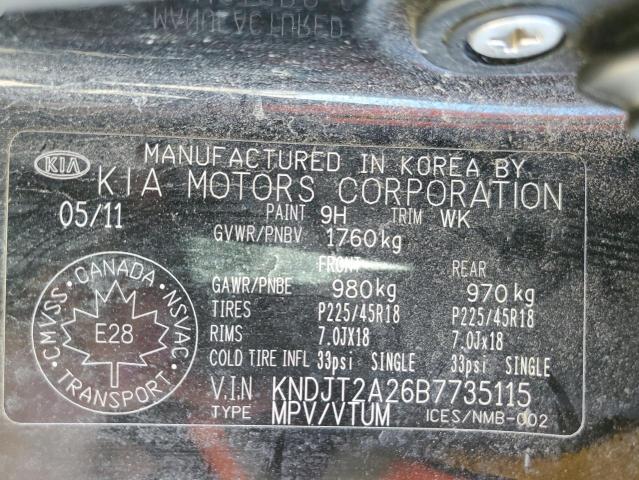 MANUFACTURED
KIA
MANUFACTURED IN KOREA BY
KIA MOTORS CORPORATION
05/11 PAINT 9H TRIM WK
GVWR/PNBV 1760kg
FRONT REAR
GAWR/PNBE 980kg 970kg
TIRES P225/45R18 P225/45R18
RIMS 7.0JX18 7.0Jx18
COLD TIRE INFL 33psi SINGLE 33psi SINGLE
V.I.N KNDJT2A26B7735115
TYPE MPV/VTUM ICES/NMB-002
CMVSS · CANADA · NSVAC
E28
TRANSPORT